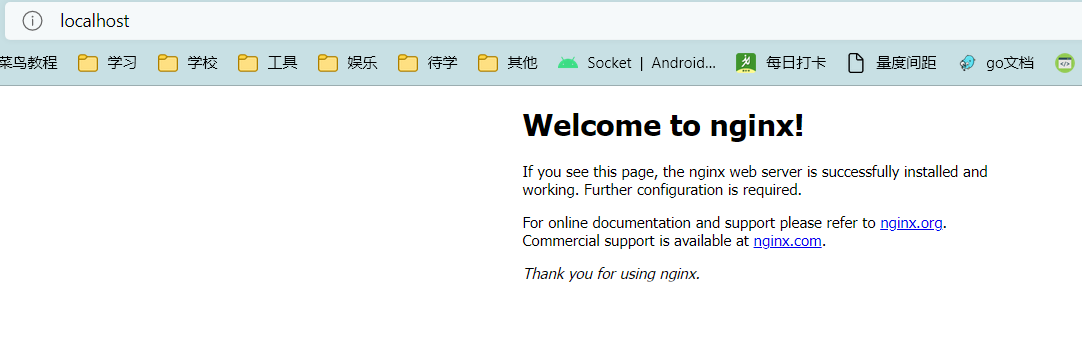 localhost
菜鸟教程 学习 学校 工具 娱乐 待学 其他 Socket | Android... 每日打卡 量度间距 go文档
Welcome to nginx!
If you see this page, the nginx web server is successfully installed and
working. Further configuration is required.
For online documentation and support please refer to nginx.org.
Commercial support is available at nginx.com.
Thank you for using nginx.